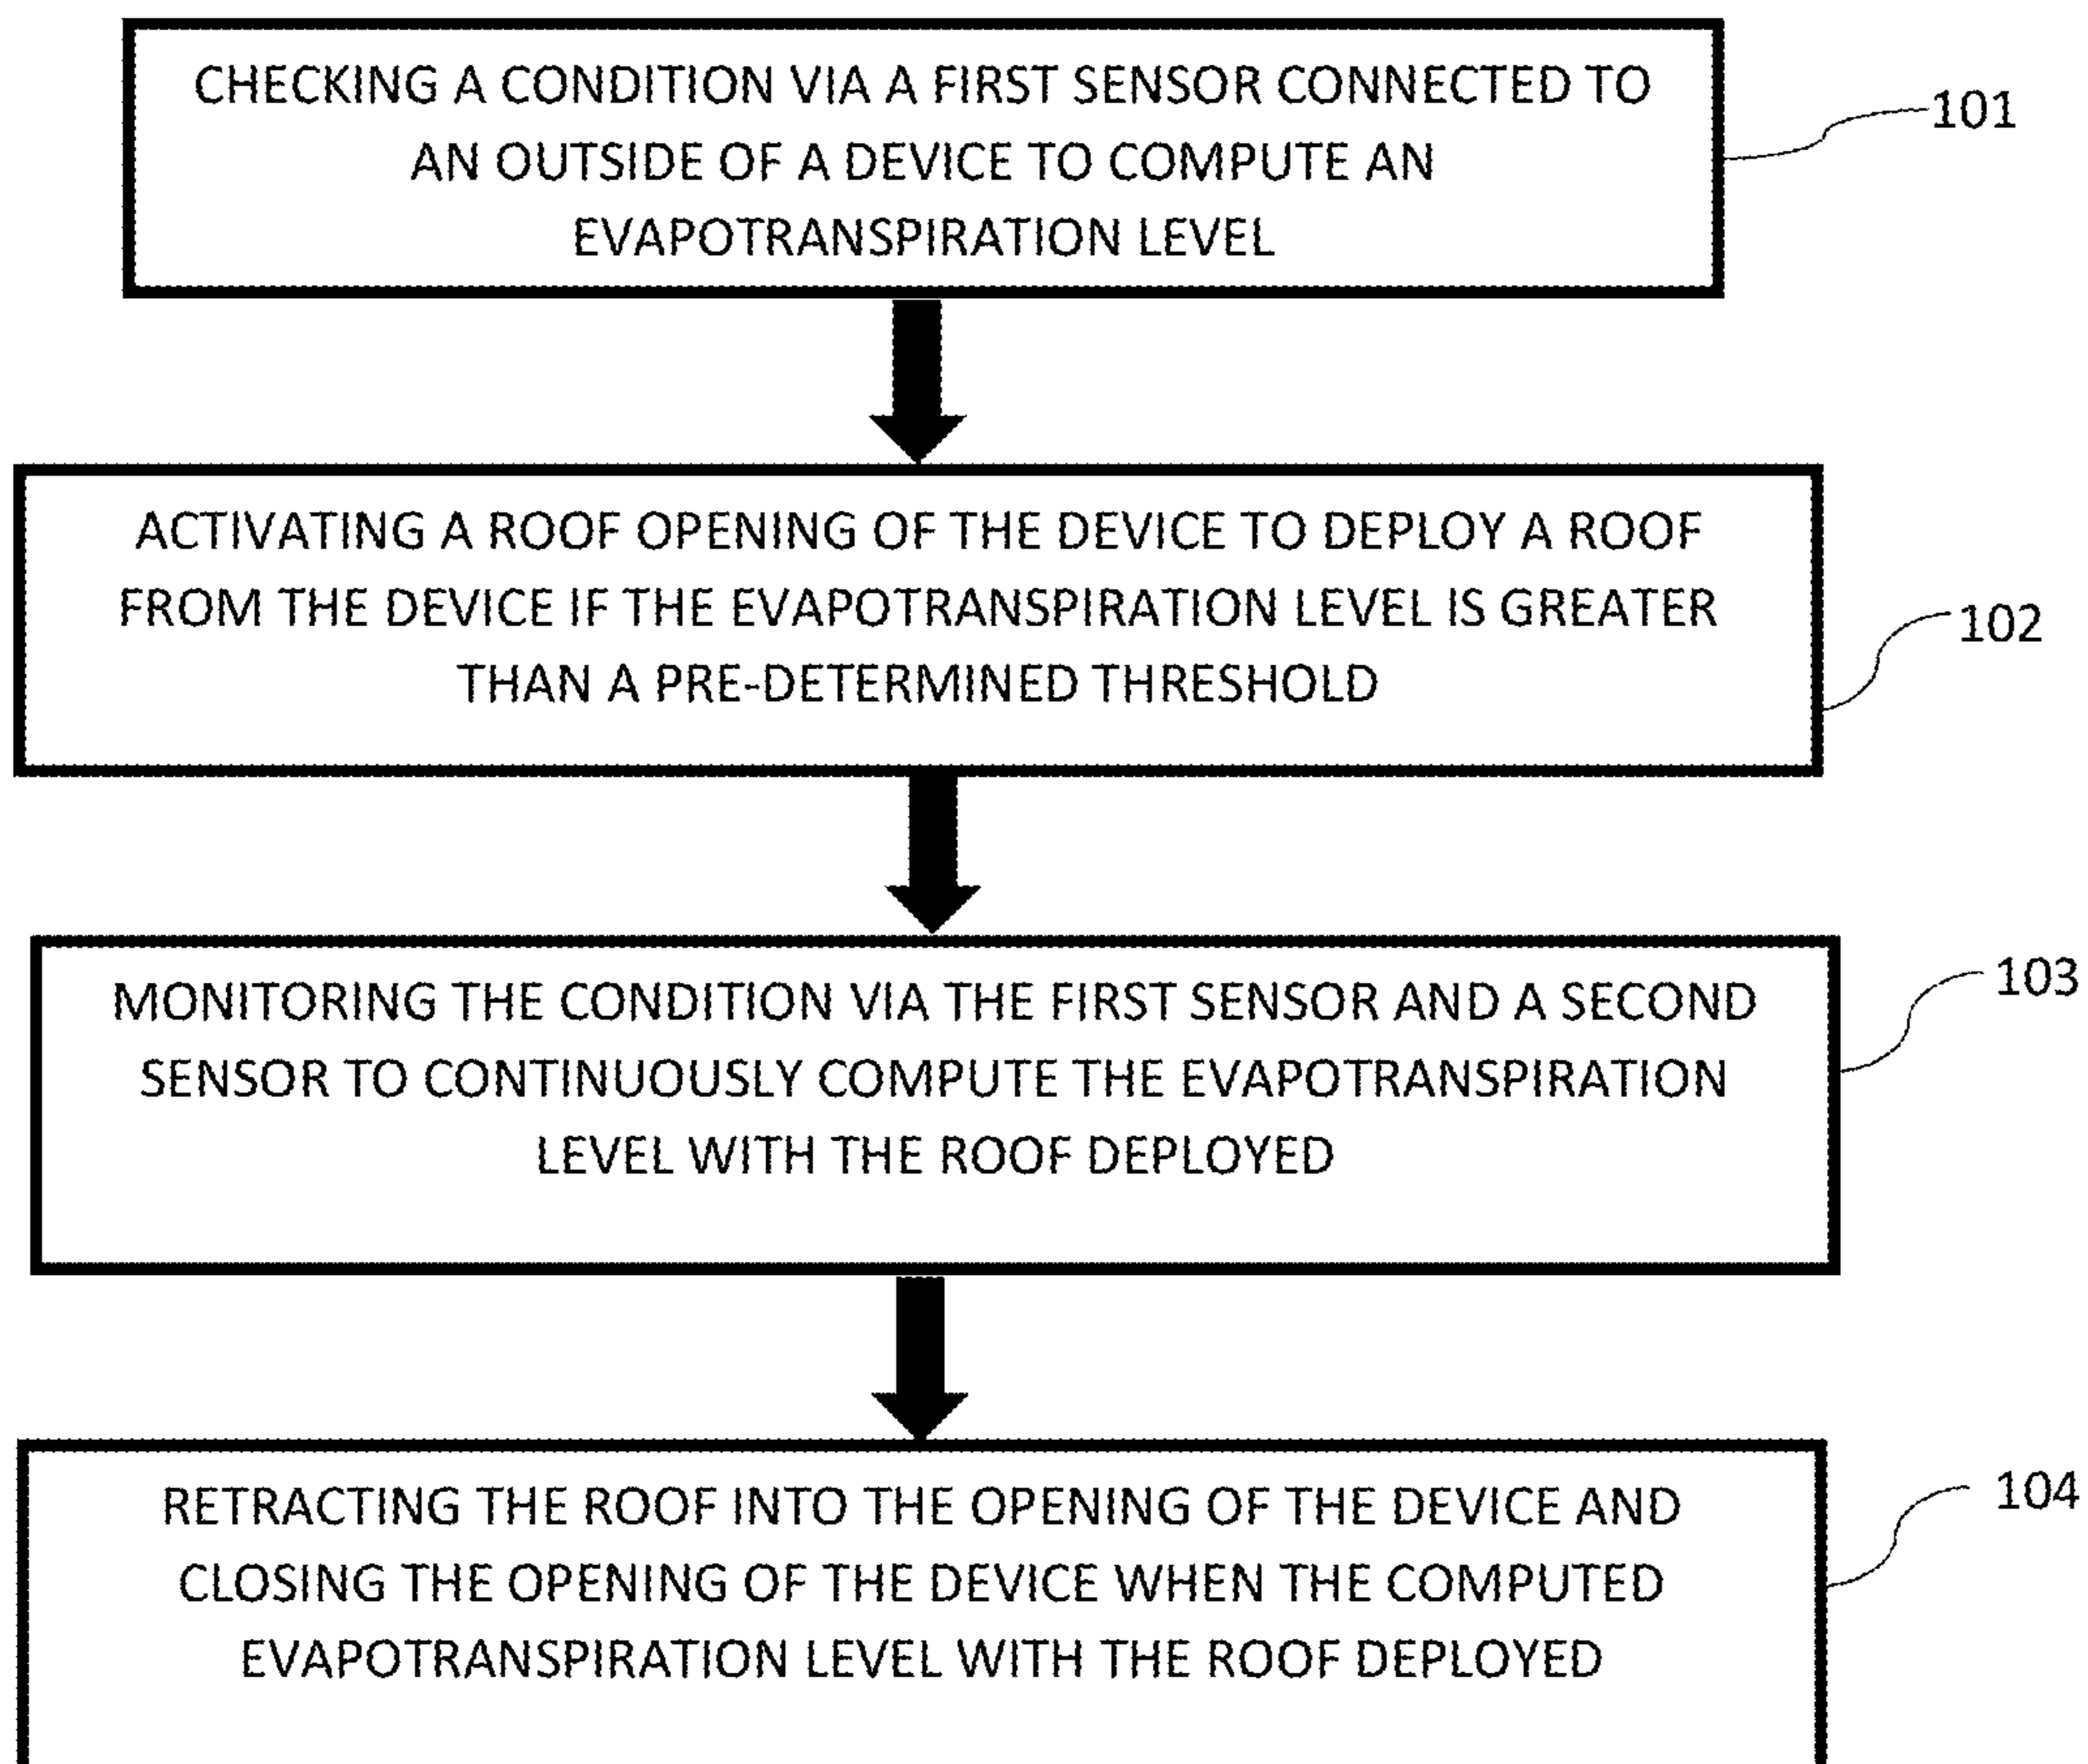 CHECKING A CONDITION VIA A FIRST SENSOR CONNECTED TO
AN OUTSIDE OF A DEVICE TO COMPUTE AN
EVAPOTRANSPIRATION LEVEL
101
ACTIVATING A ROOF OPENING OF THE DEVICE TO DEPLOY A ROOF
FROM THE DEVICE IF THE EVAPOTRANSPIRATION LEVEL IS GREATER
THAN A PRE-DETERMINED THRESHOLD
102
MONITORING THE CONDITION VIA THE FIRST SENSOR AND A SECOND
SENSOR TO CONTINUOUSLY COMPUTE THE EVAPOTRANSPIRATION
LEVEL WITH THE ROOF DEPLOYED
103
RETRACTING THE ROOF INTO THE OPENING OF THE DEVICE AND
CLOSING THE OPENING OF THE DEVICE WHEN THE COMPUTED
EVAPOTRANSPIRATION LEVEL WITH THE ROOF DEPLOYED
104